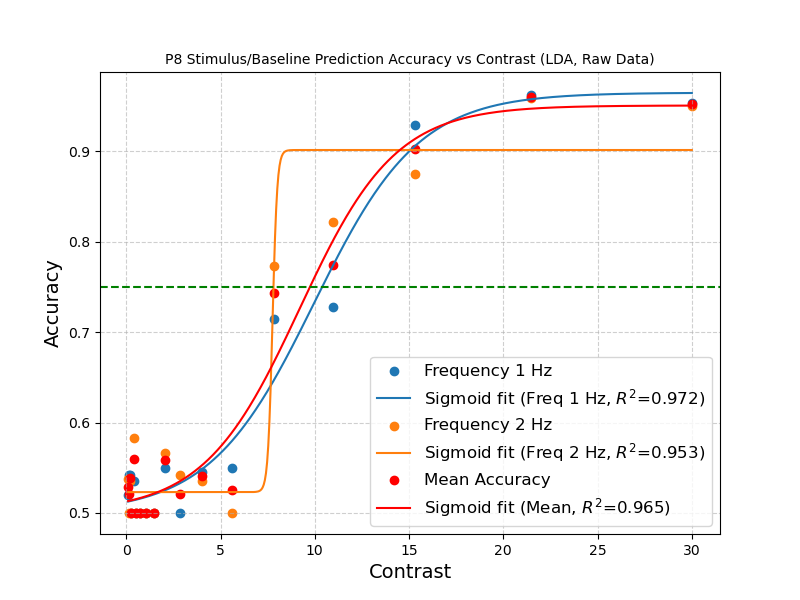 P8 Stimulus/Baseline Prediction Accuracy vs Contrast (LDA, Raw Data)
0.9
0.8
0.7
0.6
0.5
Accuracy
Frequency 1 Hz
Sigmoid fit (Freq 1 Hz, R²=0.972)
Frequency 2 Hz
Sigmoid fit (Freq 2 Hz, R²=0.953)
Mean Accuracy
Sigmoid fit (Mean, R²=0.965)
0 5 10 15 20 25 30
Contrast